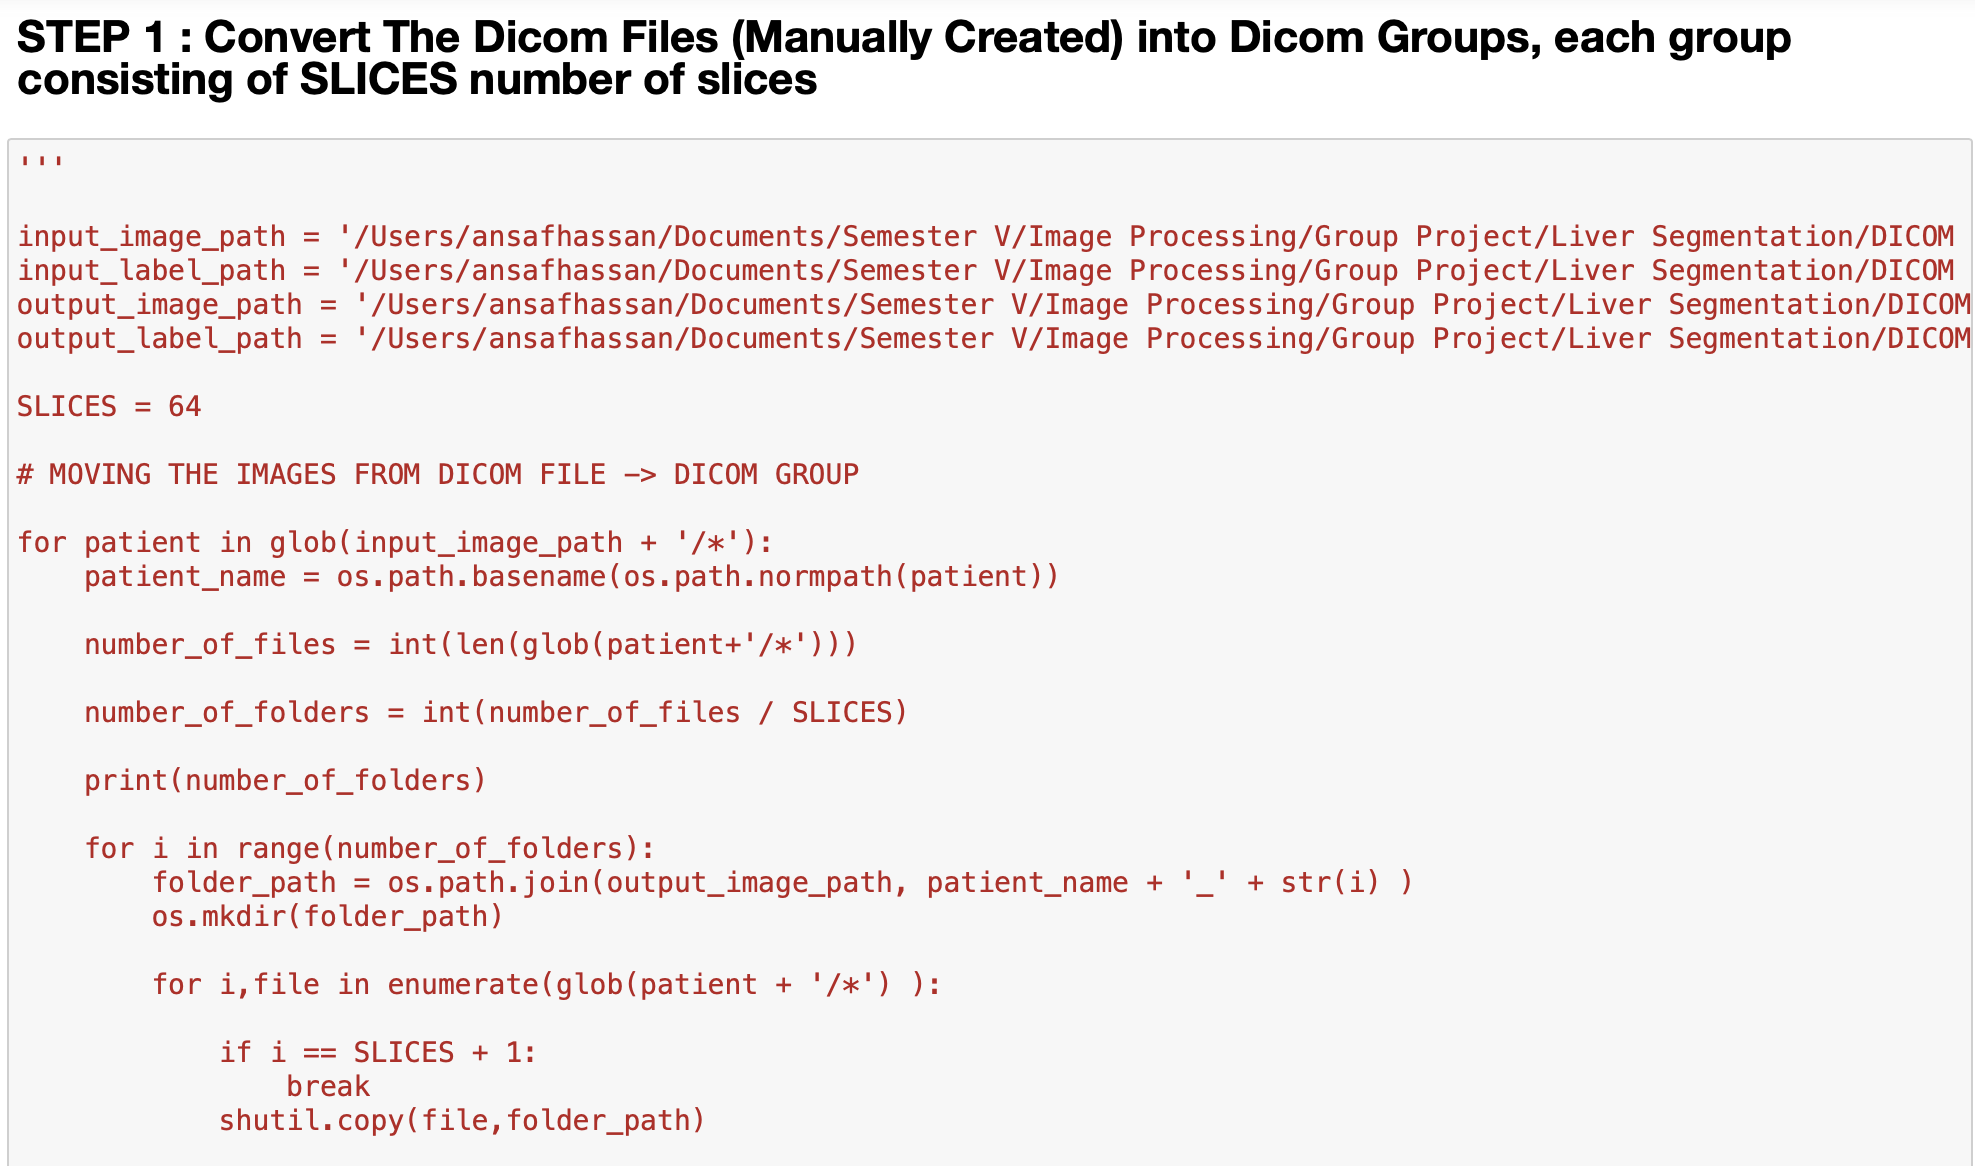 STEP 1 : Convert The Dicom Files (Manually Created) into Dicom Groups, each group
consisting of SLICES number of slices
'''
input_image_path = '/Users/ansafhassan/Documents/Semester V/Image Processing/Group Project/Liver Segmentation/DICOM
input_label_path = '/Users/ansafhassan/Documents/Semester V/Image Processing/Group Project/Liver Segmentation/DICOM
output_image_path = '/Users/ansafhassan/Documents/Semester V/Image Processing/Group Project/Liver Segmentation/DICOM
output_label_path = '/Users/ansafhassan/Documents/Semester V/Image Processing/Group Project/Liver Segmentation/DICOM
SLICES = 64
# MOVING THE IMAGES FROM DICOM FILE -> DICOM GROUP
for patient in glob(input_image_path + '/*'):
    patient_name = os.path.basename(os.path.normpath(patient))
    number_of_files = int(len(glob(patient+'/*')))
    number_of_folders = int(number_of_files / SLICES)
    print(number_of_folders)
    for i in range(number_of_folders):
        folder_path = os.path.join(output_image_path, patient_name + '_' + str(i) )
        os.mkdir(folder_path)
        for i,file in enumerate(glob(patient + '/*') ):
            if i == SLICES + 1:
                break
            shutil.copy(file,folder_path)